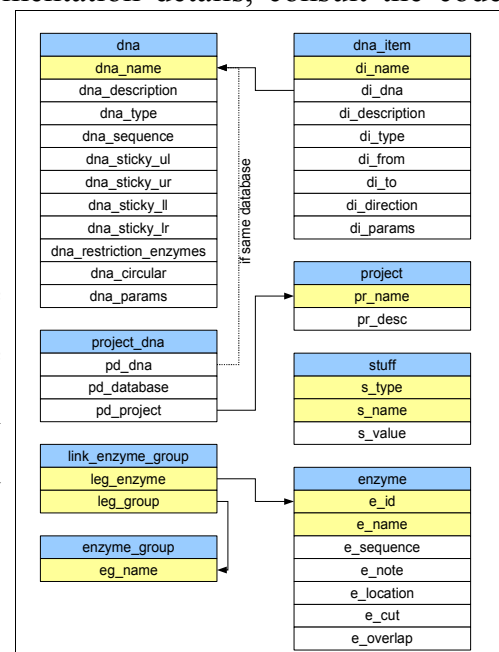 mentation details, consult the code
dna
dna_name
dna_description
dna_type
dna_sequence
dna_sticky_ul
dna_sticky_ur
dna_sticky_ll
dna_sticky_lr
dna_restriction_enzymes
dna_circular
dna_params
if same database
dna_item
di_name
di_dna
di_description
di_type
di_from
di_to
di_direction
di_params
project
pr_name
pr_desc
project_dna
pd_dna
pd_database
pd_project
stuff
s_type
s_name
s_value
link_enzyme_group
leg_enzyme
leg_group
enzyme_group
eg_name
enzyme
e_id
e_name
e_sequence
e_note
e_location
e_cut
e_overlap